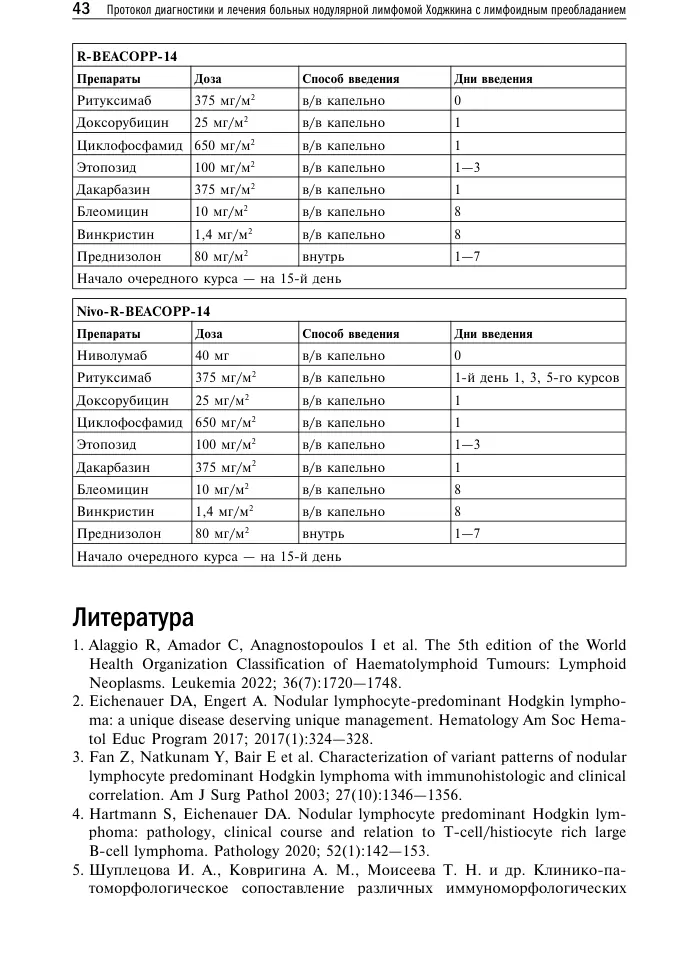 43 Протокол диагностики и лечения больных нодулярной лимфомой Ходжкина с лимфоидным преобладанием
R-BEACOPP-14
Препараты Доза Способ введения Дни введения
Ритуксимаб 375 мг/м² в/в капельно 0
Доксорубицин 25 мг/м² в/в капельно 1
Циклофосфамид 650 мг/м² в/в капельно 1
Этопозид 100 мг/м² в/в капельно 1—3
Дакарбазин 375 мг/м² в/в капельно 1
Блеомицин 10 мг/м² в/в капельно 8
Винкристин 1,4 мг/м² в/в капельно 8
Преднизолон 80 мг/м² внутрь 1—7
Начало очередного курса — на 15-й день
Nivo-R-BEACOPP-14
Препараты Доза Способ введения Дни введения
Ниволумаб 40 мг в/в капельно 0
Ритуксимаб 375 мг/м² в/в капельно 1-й день 1, 3, 5-го курсов
Доксорубицин 25 мг/м² в/в капельно 1
Циклофосфамид 650 мг/м² в/в капельно 1
Этопозид 100 мг/м² в/в капельно 1—3
Дакарбазин 375 мг/м² в/в капельно 1
Блеомицин 10 мг/м² в/в капельно 8
Винкристин 1,4 мг/м² в/в капельно 8
Преднизолон 80 мг/м² внутрь 1—7
Начало очередного курса — на 15-й день
Литература
1. Alaggio R, Amador C, Anagnostopoulos I et al. The 5th edition of the World
Health Organization Classification of Haematolymphoid Tumours: Lymphoid
Neoplasms. Leukemia 2022; 36(7):1720—1748.
2. Eichenauer DA, Engert A. Nodular lymphocyte-predominant Hodgkin lympho-
ma: a unique disease deserving unique management. Hematology Am Soc Hema-
tol Educ Program 2017; 2017(1):324—328.
3. Fan Z, Natkunam Y, Bair E et al. Characterization of variant patterns of nodular
lymphocyte predominant Hodgkin lymphoma with immunohistologic and clinical
correlation. Am J Surg Pathol 2003; 27(10):1346—1356.
4. Hartmann S, Eichenauer DA. Nodular lymphocyte predominant Hodgkin lym-
phoma: pathology, clinical course and relation to T-cell/histiocyte rich large
B-cell lymphoma. Pathology 2020; 52(1):142—153.
5. Шуплецова И. А., Ковригина А. М., Моисеева Т. Н. и др. Клинико-па-
томорфологическое сопоставление различных иммуноморфологических